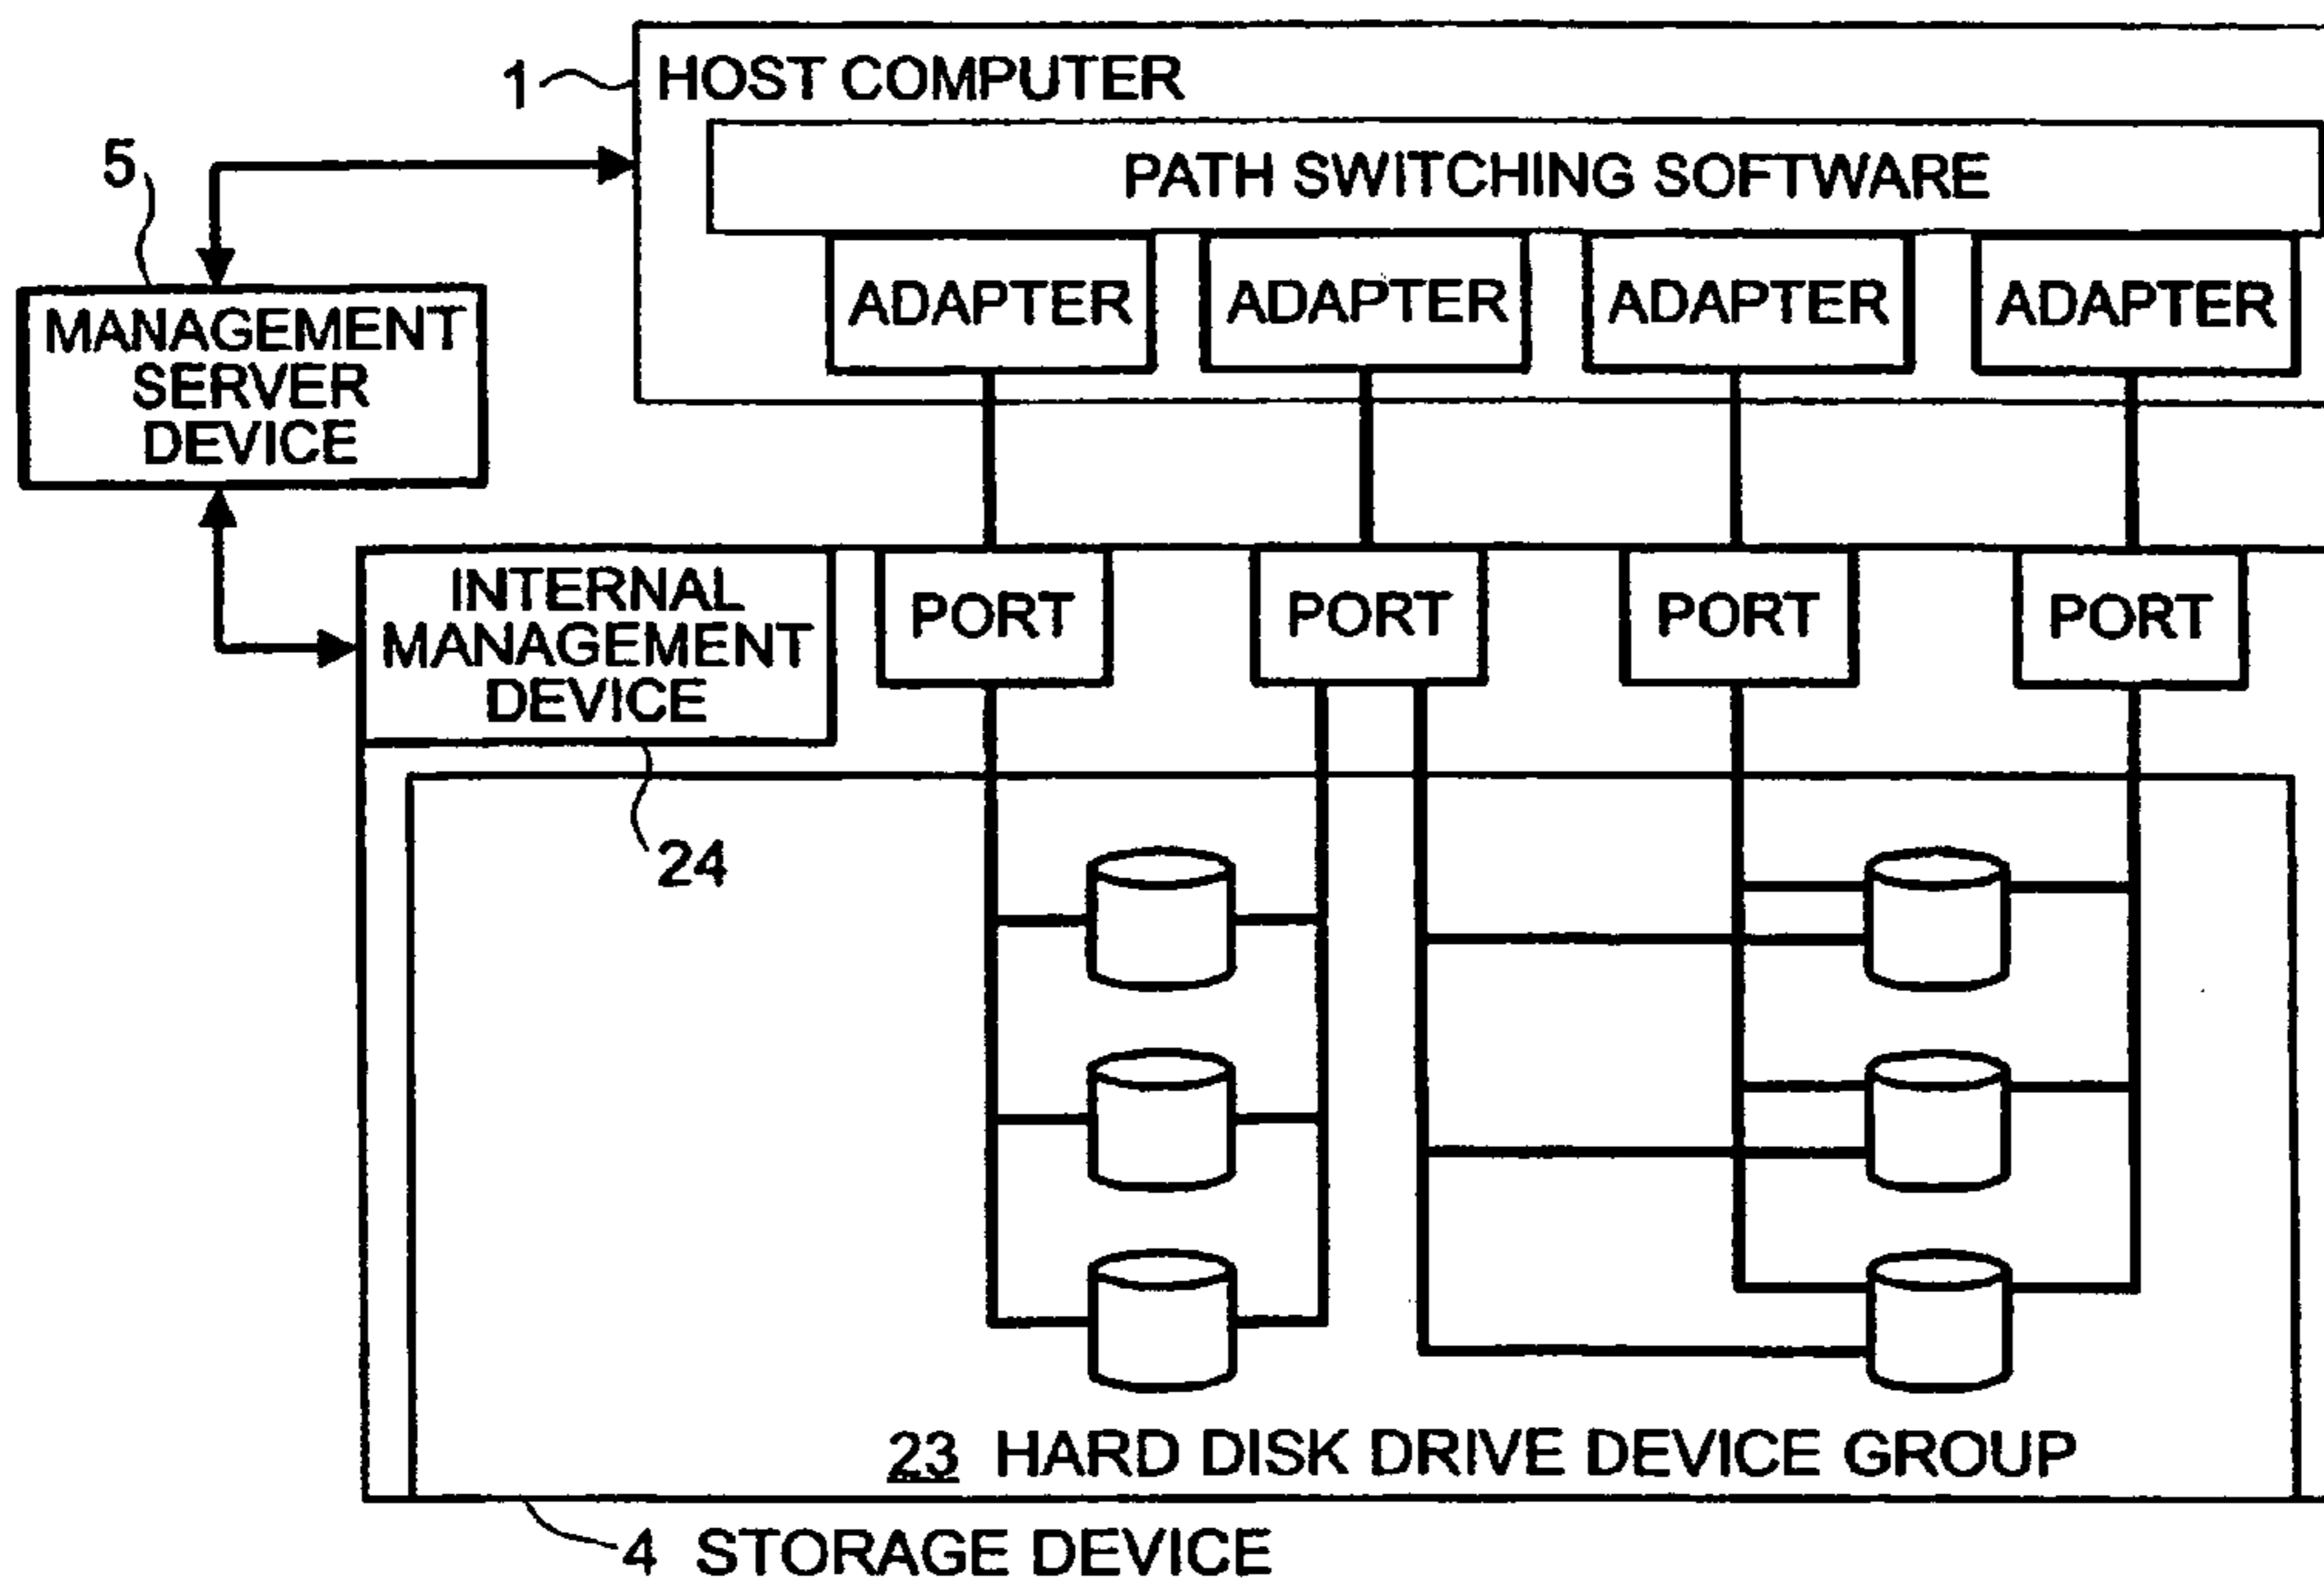 1 HOST COMPUTER
PATH SWITCHING SOFTWARE
5
ADAPTER ADAPTER ADAPTER ADAPTER
MANAGEMENT
SERVER
DEVICE
INTERNAL
MANAGEMENT
DEVICE
PORT PORT PORT PORT
24
23 HARD DISK DRIVE DEVICE GROUP
4 STORAGE DEVICE